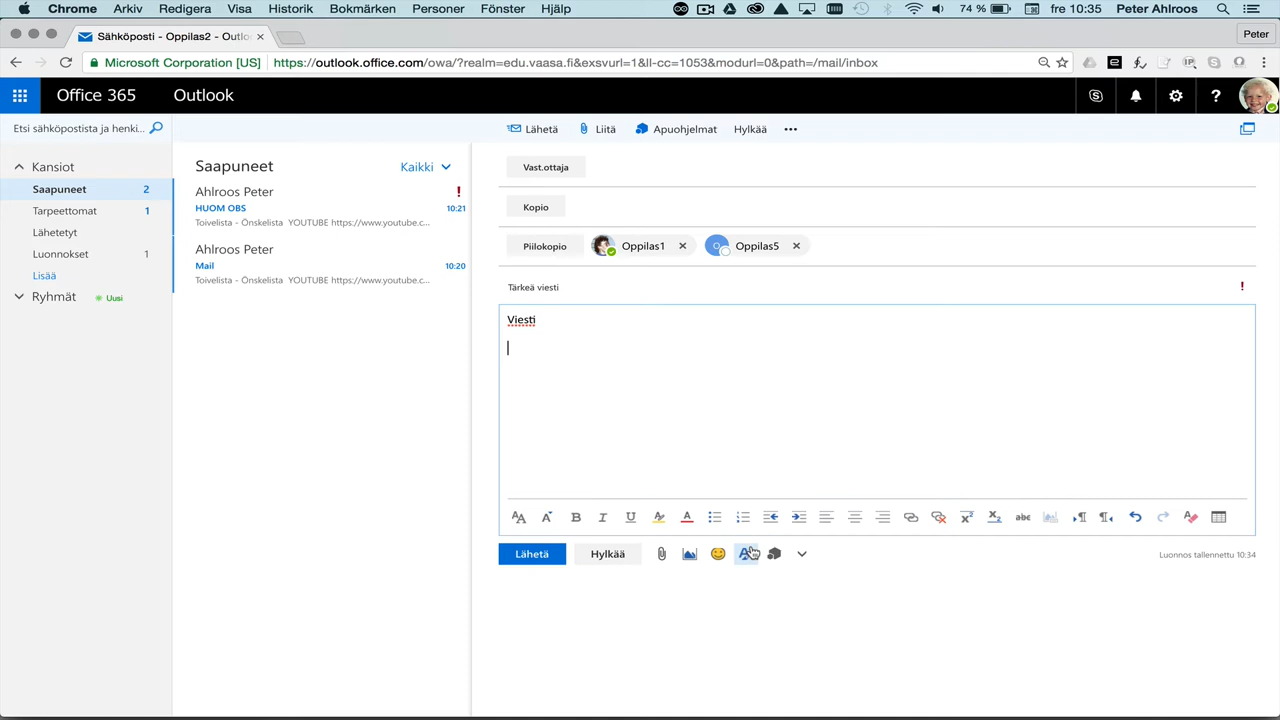 Chrome Arkiv Redigera Visa Historik Bokmärken Personer Fönster Hjälp 74 % fre 10:35 Peter Ahlroos
Sähköposti - Oppilas2 - Outlo Peter
Microsoft Corporation [US] https://outlook.office.com/owa/?realm=edu.vaasa.fi&exsvurl=1&ll-cc=1053&modurl=0&path=/mail/inbox
Office 365 Outlook ?
Etsi sähköpostista ja henki... Lähetä Liitä Apuohjelmat Hylkää •••
Kansiot
Saapuneet 2
Tarpeettomat 1
Lähetetyt
Luonnokset 1
Lisää
Ryhmät Uusi
Saapuneet Kaikki
Ahlroos Peter !
HUOM OBS 10:21
Toivelista - Önskelista YOUTUBE https://www.youtube.c...
Ahlroos Peter
Mail 10:20
Toivelista - Önskelista YOUTUBE https://www.youtube.c...
Vast.ottaja
Kopio
Piilokopio Oppilas1 O Oppilas5
Tärkeä viesti !
Viesti
B I U A abc
Lähetä Hylkää Luonnos tallennettu 10:34